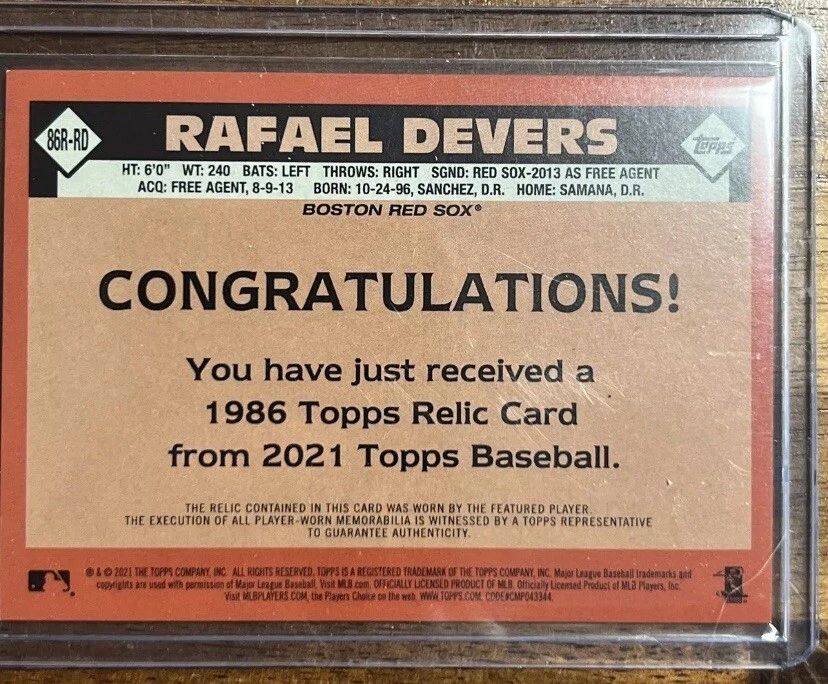 86R-RD
RAFAEL DEVERS
Topps
HT: 6'0" WT: 240 BATS: LEFT THROWS: RIGHT SGND: RED SOX-2013 AS FREE AGENT
ACQ: FREE AGENT, 8-9-13 BORN: 10-24-96, SANCHEZ, D.R. HOME: SAMANA, D.R.
BOSTON RED SOX®
CONGRATULATIONS!
You have just received a
1986 Topps Relic Card
from 2021 Topps Baseball.
THE RELIC CONTAINED IN THIS CARD WAS WORN BY THE FEATURED PLAYER.
THE EXECUTION OF ALL PLAYER-WORN MEMORABILIA IS WITNESSED BY A TOPPS REPRESENTATIVE
TO GUARANTEE AUTHENTICITY.
® & © 2021 THE TOPPS COMPANY, INC. ALL RIGHTS RESERVED. TOPPS IS A REGISTERED TRADEMARK OF THE TOPPS COMPANY, INC. Major League Baseball trademarks and
copyrights are used with permission of Major League Baseball. Visit MLB.com. OFFICIALLY LICENSED PRODUCT OF MLB. Officially Licensed Product of MLB Players, Inc.
Visit MLBPLAYERS.COM, the Players Choice on the web. WWW.TOPPS.COM. CODE#CMP043344.